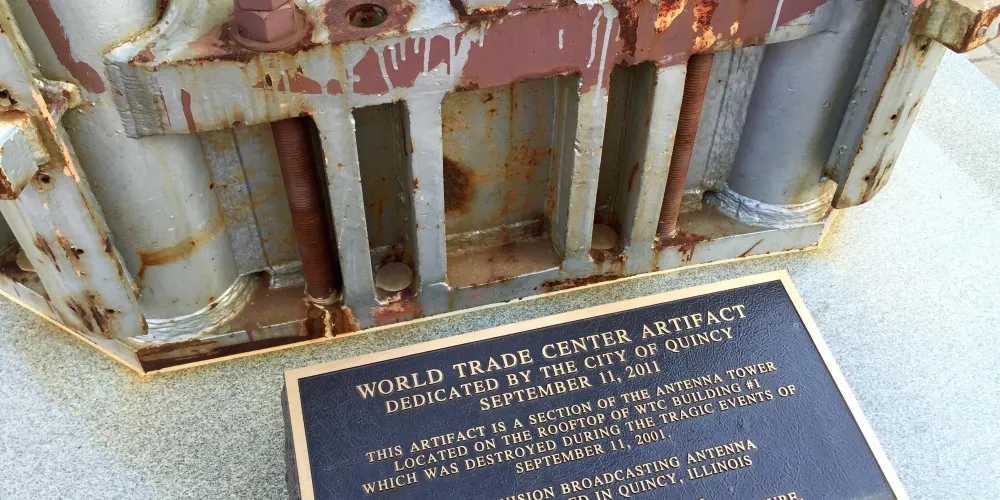 WORLD TRADE CENTER ARTIFACT
DEDICATED BY THE CITY OF QUINCY
SEPTEMBER 11, 2011
THIS ARTIFACT IS A SECTION OF THE ANTENNA TOWER
LOCATED ON THE ROOFTOP OF WTC BUILDING #1
WHICH WAS DESTROYED DURING THE TRAGIC EVENTS OF
SEPTEMBER 11, 2001.
VISION BROADCASTING ANTENNA
ED IN QUINCY, ILLINOIS